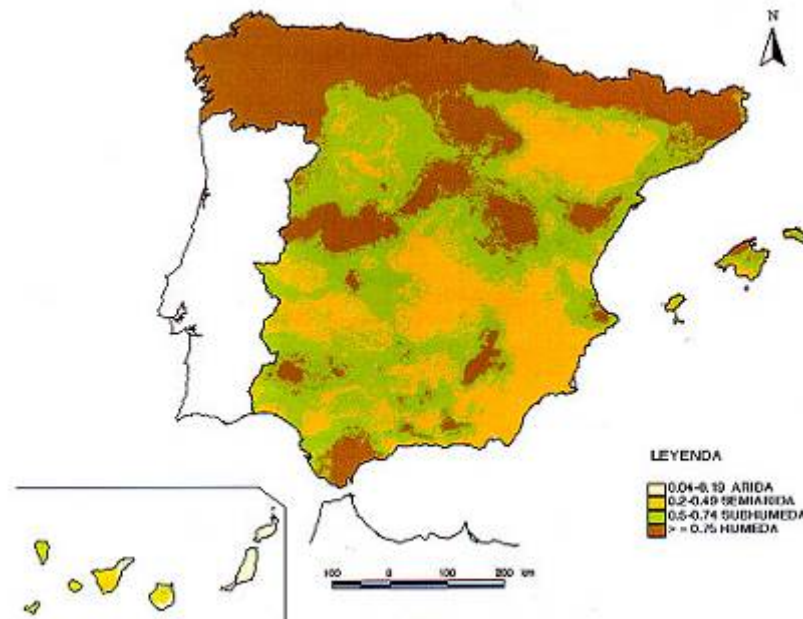 N
LEYENDA
0.04-0.19 ARIDA
0.2-0.49 SEMIARIDA
0.5-0.74 SUBHUMEDA
> = 0.75 HUMEDA
100 0 100 200 km